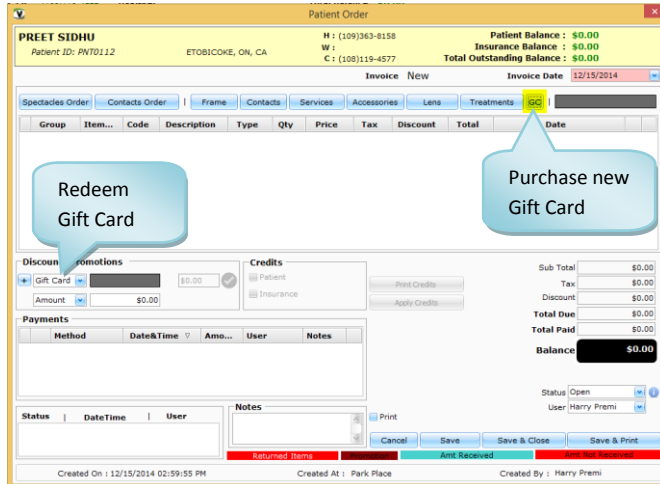 Patient Order
PREET SIDHU
Patient ID: PNT0112
ETOBICOKE, ON, CA
H : (109)363-8158
W :
C : (108)119-4577
Patient Balance : $0.00
Insurance Balance : $0.00
Total Outstanding Balance : $0.00
Invoice New
Invoice Date 12/15/2014
Spectacles Order Contacts Order | Frame Contacts Services Accessories Lens Treatments GC |
Group Item... Code Description Type Qty Price Tax Discount Total Date
Redeem
Gift Card
Purchase new
Gift Card
Gift Card $0.00
Amount $0.00
Credits
Patient
Insurance
Print Credits
Apply Credits
Sub Total $0.00
Tax $0.00
Discount $0.00
Total Due $0.00
Total Paid $0.00
Balance $0.00
Payments
Method Date&Time Amo... User Notes
Status Open
User Harry Premi
Status | DateTime | User
Notes
Print
Cancel Save Save & Close Save & Print
Returned Items Promotion Amt Received Amt Not Received
Created On : 12/15/2014 02:59:55 PM Created At : Park Place Created By : Harry Premi